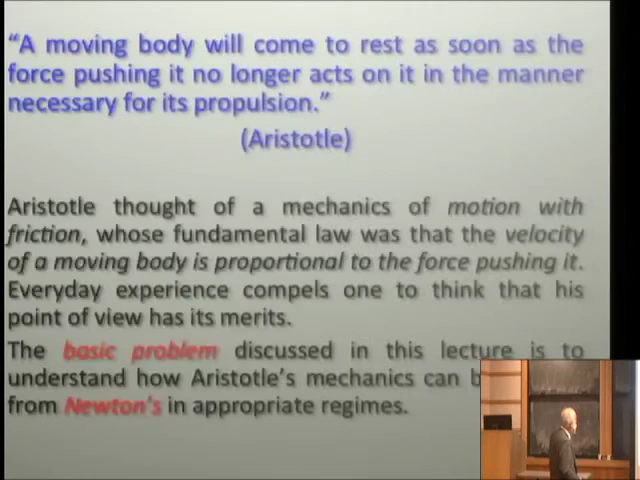 “A moving body will come to rest as soon as the
force pushing it no longer acts on it in the manner
necessary for its propulsion.”
(Aristotle)
Aristotle thought of a mechanics of motion with
friction, whose fundamental law was that the velocity
of a moving body is proportional to the force pushing it.
Everyday experience compels one to think that his
point of view has its merits.
The basic problem discussed in this lecture is to
understand how Aristotle’s mechanics can
from Newton’s in appropriate regimes.